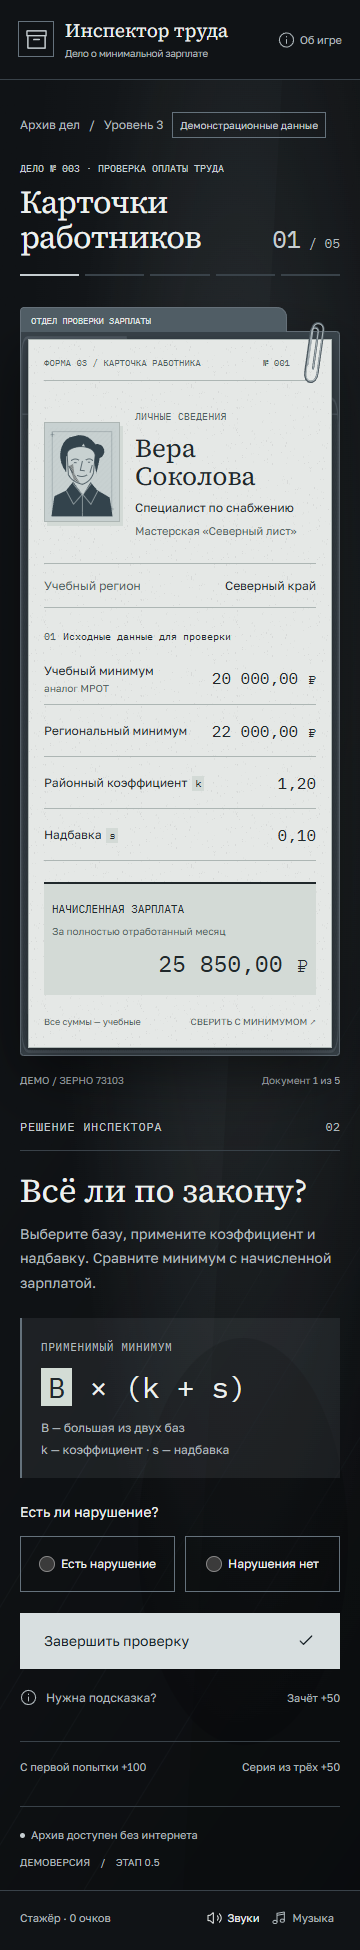 Инспектор труда
Дело о минимальной зарплате
Об игре
Архив дел / Уровень 3 Демонстрационные данные
ДЕЛО № 003 · ПРОВЕРКА ОПЛАТЫ ТРУДА
Карточки
работников
01 / 05
ОТДЕЛ ПРОВЕРКИ ЗАРПЛАТЫ
ФОРМА 03 / КАРТОЧКА РАБОТНИКА № 001
ЛИЧНЫЕ СВЕДЕНИЯ
Вера
Соколова
Специалист по снабжению
Мастерская «Северный лист»
Учебный регион Северный край
01 Исходные данные для проверки
Учебный минимум
аналог МРОТ
20 000,00 ₽
Региональный минимум 22 000,00 ₽
Районный коэффициент k 1,20
Надбавка s 0,10
НАЧИСЛЕННАЯ ЗАРПЛАТА
За полностью отработанный месяц
25 850,00 ₽
Все суммы — учебные СВЕРИТЬ С МИНИМУМОМ ↗
ДЕМО / ЗЕРНО 73103 Документ 1 из 5
РЕШЕНИЕ ИНСПЕКТОРА 02
Всё ли по закону?
Выберите базу, примените коэффициент и
надбавку. Сравните минимум с начисленной
зарплатой.
ПРИМЕНИМЫЙ МИНИМУМ
B × (k + s)
B — большая из двух баз
k — коэффициент · s — надбавка
Есть ли нарушение?
Есть нарушение Нарушения нет
Завершить проверку
Нужна подсказка? Зачёт +50
С первой попытки +100 Серия из трёх +50
Архив доступен без интернета
ДЕМОВЕРСИЯ / ЭТАП 0.5
Стажёр · 0 очков Звуки Музыка